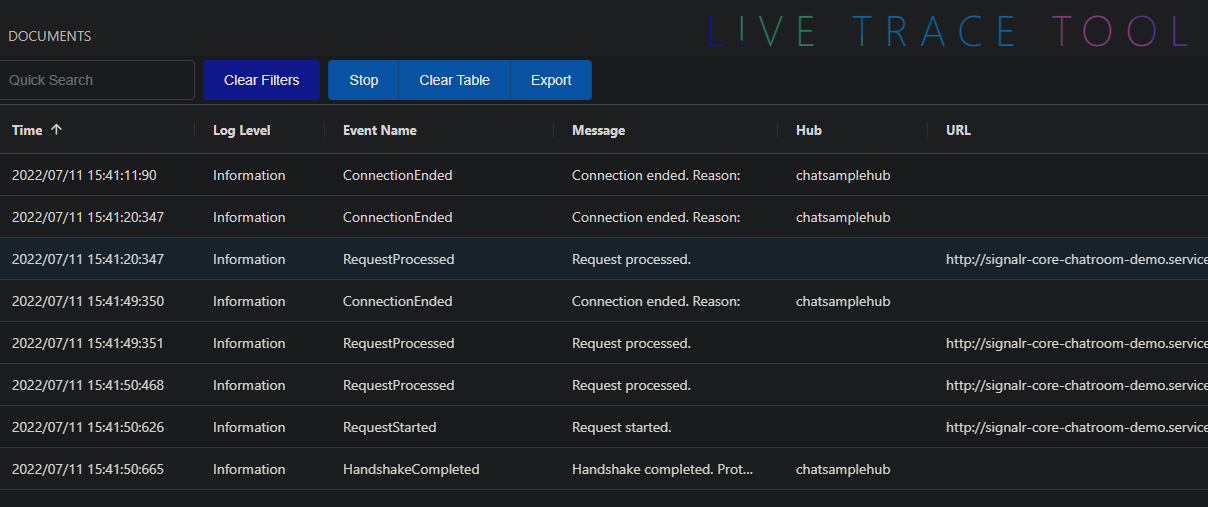 LIVE TRACE TOOL
DOCUMENTS
Quick Search Clear Filters Stop Clear Table Export
Time Log Level Event Name Message Hub URL
2022/07/11 15:41:11:90 Information ConnectionEnded Connection ended. Reason: chatsamplehub
2022/07/11 15:41:20:347 Information ConnectionEnded Connection ended. Reason: chatsamplehub
2022/07/11 15:41:20:347 Information RequestProcessed Request processed. http://signalr-core-chatroom-demo.service
2022/07/11 15:41:49:350 Information ConnectionEnded Connection ended. Reason: chatsamplehub
2022/07/11 15:41:49:351 Information RequestProcessed Request processed. http://signalr-core-chatroom-demo.service
2022/07/11 15:41:50:468 Information RequestProcessed Request processed. http://signalr-core-chatroom-demo.service
2022/07/11 15:41:50:626 Information RequestStarted Request started. http://signalr-core-chatroom-demo.service
2022/07/11 15:41:50:665 Information HandshakeCompleted Handshake completed. Prot... chatsamplehub